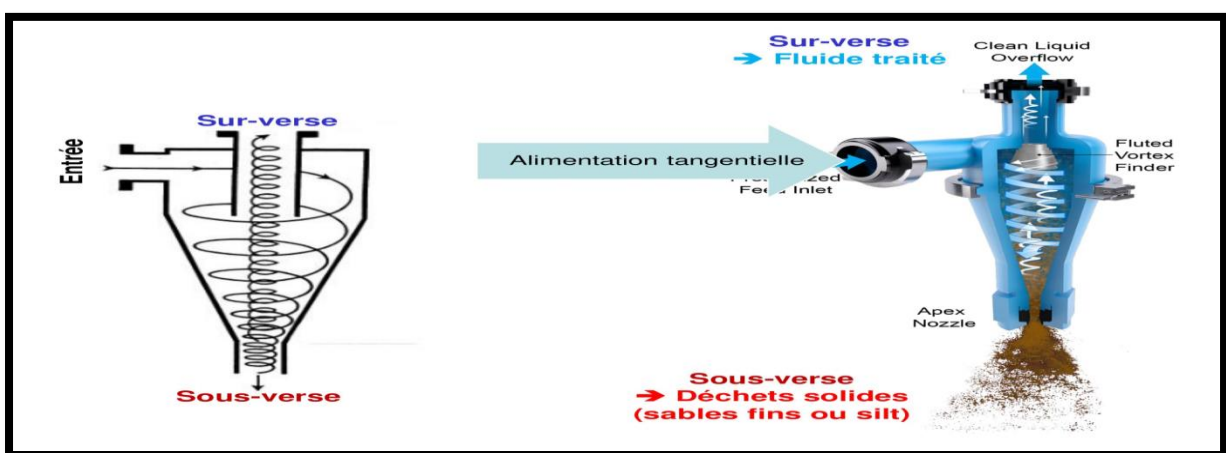 Sur-verse
Entrée
Sous-verse
Alimentation tangentielle
Feed Inlet
Sur-verse
➔ Fluide traité
Clean Liquid
Overflow
Fluted
Vortex
Finder
Apex
Nozzle
Sous-verse
➔ Déchets solides
(sables fins ou silt)